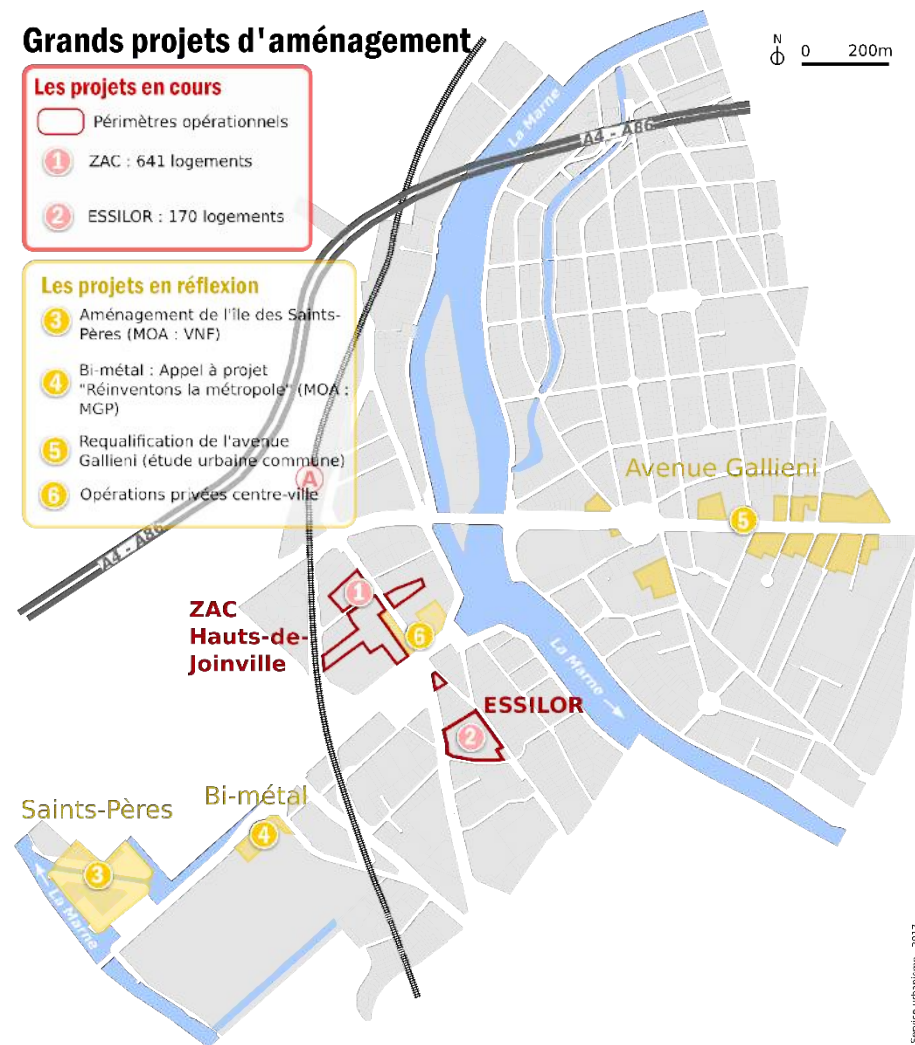 Grands projets d'aménagement
N
0 200m
Les projets en cours
Périmètres opérationnels
1 ZAC : 641 logements
2 ESSILOR : 170 logements
Les projets en réflexion
3 Aménagement de l'île des Saints-
Pères (MOA : VNF)
4 Bi-métal : Appel à projet
"Réinventons la métropole" (MOA :
MGP)
5 Requalification de l'avenue
Gallieni (étude urbaine commune)
6 Opérations privées centre-ville
La Marne
A4 - A86
A
Avenue Gallieni
5
A4 - A86
1
ZAC
Hauts-de-
Joinville
6
La Marne
ESSILOR
2
Bi-métal
Saints-Pères
4
3
La Marne
Service urbanisme - 2017